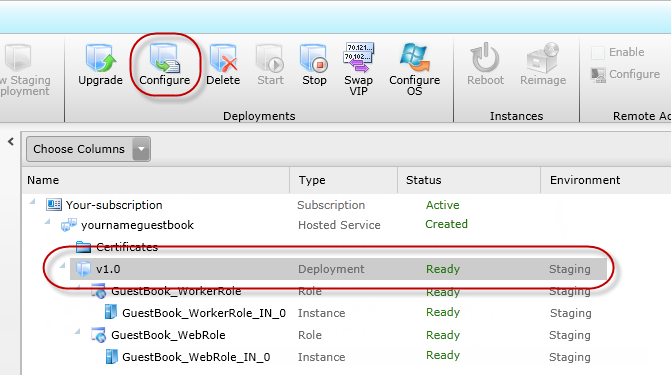 70.121...
70.102...
w Staging
ployment
Upgrade
Configure
Delete
Start
Stop
Swap
VIP
Configure
OS
Reboot
Reimage
Enable
Configure
Deployments
Instances
Remote Ac
Choose Columns
Name Type Status Environment
Your-subscription Subscription Active
yournameguestbook Hosted Service Created
Certificates
v1.0 Deployment Ready Staging
GuestBook_WorkerRole Role Ready Staging
GuestBook_WorkerRole_IN_0 Instance Ready Staging
GuestBook_WebRole Role Ready Staging
GuestBook_WebRole_IN_0 Instance Ready Staging